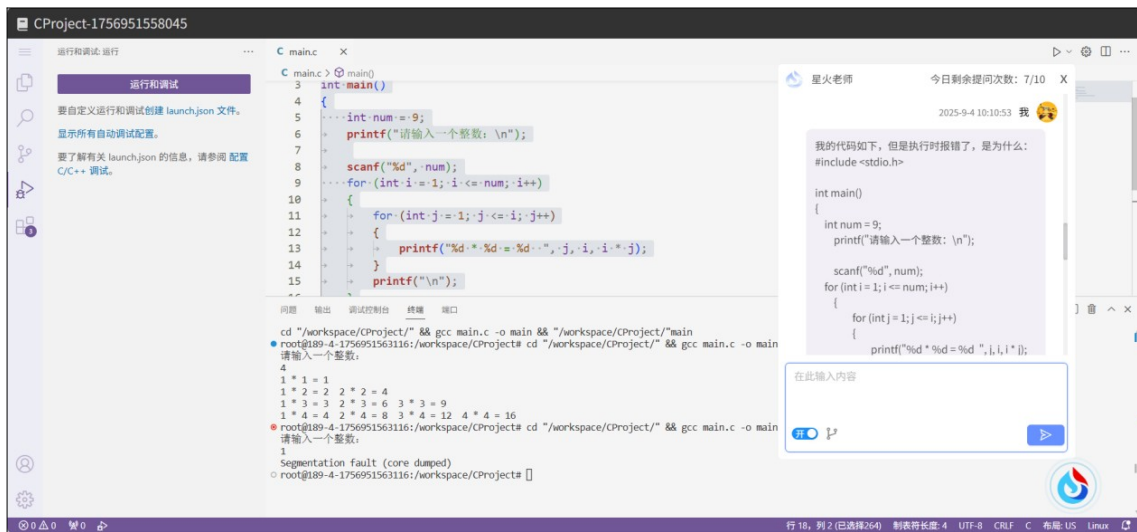 CProject-1756951558045
运行和调试: 运行
运行和调试
要自定义运行和调试创建 launch.json 文件。
显示所有自动调试配置。
要了解有关 launch.json 的信息，请参阅 配置
C/C++ 调试。
3
C main.c X
C main.c > main()
3 int main()
4 {
5 int num = 9;
6 printf("请输入一个整数: \n");
7
8 scanf("%d", num);
9 for (int i = 1; i <= num; i++)
10 {
11 for (int j = 1; j <= i; j++)
12 {
13 printf("%d * %d = %d  ", j, i, i * j);
14 }
15 printf("\n");
问题 输出 调试控制台 终端 端口
cd "/workspace/CProject/" && gcc main.c -o main && "/workspace/CProject/"main
root@189-4-1756951563116:/workspace/CProject# cd "/workspace/CProject/" && gcc main.c -o main
请输入一个整数:
4
1 * 1 = 1
1 * 2 = 2  2 * 2 = 4
1 * 3 = 3  2 * 3 = 6  3 * 3 = 9
1 * 4 = 4  2 * 4 = 8  3 * 4 = 12  4 * 4 = 16
root@189-4-1756951563116:/workspace/CProject# cd "/workspace/CProject/" && gcc main.c -o main
请输入一个整数:
1
Segmentation fault (core dumped)
root@189-4-1756951563116:/workspace/CProject#
星火老师 今日剩余提问次数: 7/10 X
2025-9-4 10:10:53 我
我的代码如下，但是执行时报错了，是为什么:
#include <stdio.h>
int main()
{
int num = 9;
printf("请输入一个整数: \n");
scanf("%d", num);
for (int i = 1; i <= num; i++)
{
for (int j = 1; j <= i; j++)
{
printf("%d * %d = %d  ", j, i, i * j);
在此输入内容
开
0 0 0 行 18，列 2 (已选择264) 制表符长度: 4 UTF-8 CRLF C 布局: US Linux